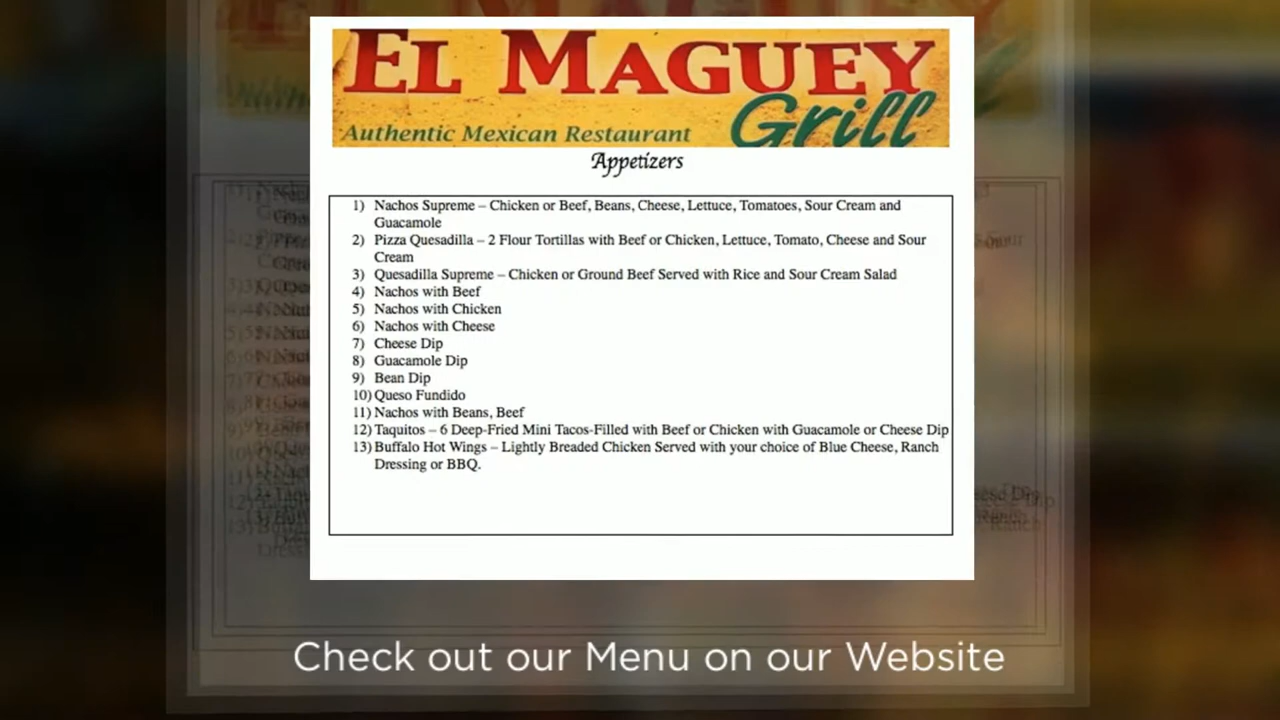 EL MAGUEY
Grill
Authentic Mexican Restaurant
Appetizers
1) Nachos Supreme – Chicken or Beef, Beans, Cheese, Lettuce, Tomatoes, Sour Cream and
Guacamole
2) Pizza Quesadilla – 2 Flour Tortillas with Beef or Chicken, Lettuce, Tomato, Cheese and Sour
Cream
3) Quesadilla Supreme – Chicken or Ground Beef Served with Rice and Sour Cream Salad
4) Nachos with Beef
5) Nachos with Chicken
6) Nachos with Cheese
7) Cheese Dip
8) Guacamole Dip
9) Bean Dip
10) Queso Fundido
11) Nachos with Beans, Beef
12) Taquitos – 6 Deep-Fried Mini Tacos-Filled with Beef or Chicken with Guacamole or Cheese Dip
13) Buffalo Hot Wings – Lightly Breaded Chicken Served with your choice of Blue Cheese, Ranch
Dressing or BBQ.
Check out our Menu on our Website